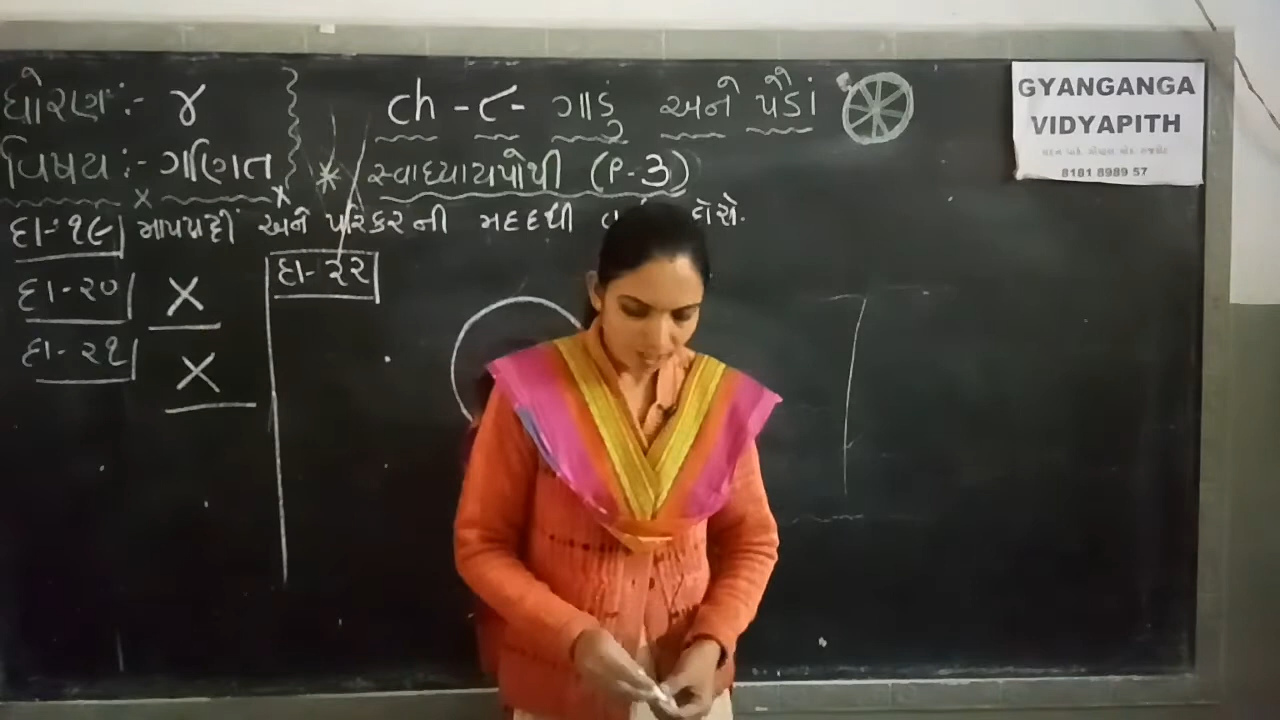 ધોરણ:- ૪
ch - ૮ - ગાડું અને પૈડાં
વિષય:- ગણિત
* સ્વાધ્યાયપોથી (P-3)
દા-૧૯ માપપટ્ટી અને પરિકરની મદદથી દોરો.
દા-૨૦ X
દા-૨૧ X
દા-૨૨
GYANGANGA
VIDYAPITH
8181 8989 57